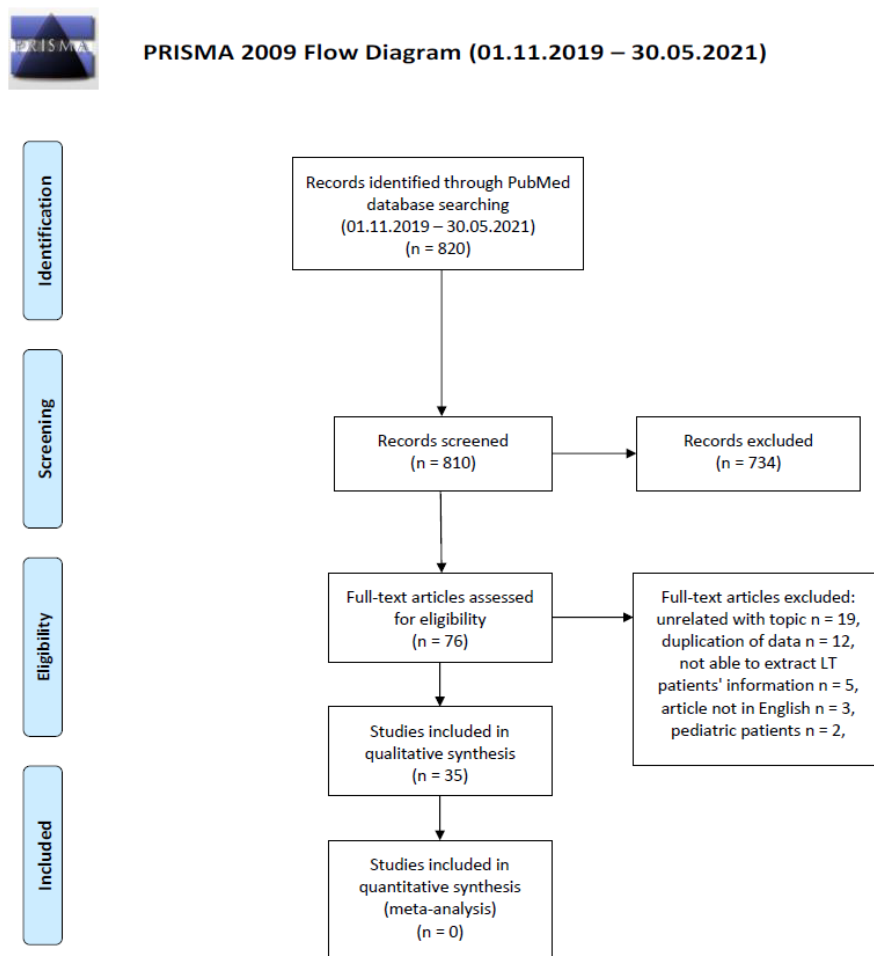 PRISMA
PRISMA 2009 Flow Diagram (01.11.2019 – 30.05.2021)
Identification
Records identified through PubMed
database searching
(01.11.2019 – 30.05.2021)
(n = 820)
Screening
Records screened
(n = 810)
Records excluded
(n = 734)
Eligibility
Full-text articles assessed
for eligibility
(n = 76)
Full-text articles excluded:
unrelated with topic n = 19,
duplication of data n = 12,
not able to extract LT
patients' information n = 5,
article not in English n = 3,
pediatric patients n = 2,
Studies included in
qualitative synthesis
(n = 35)
Included
Studies included in
quantitative synthesis
(meta-analysis)
(n = 0)